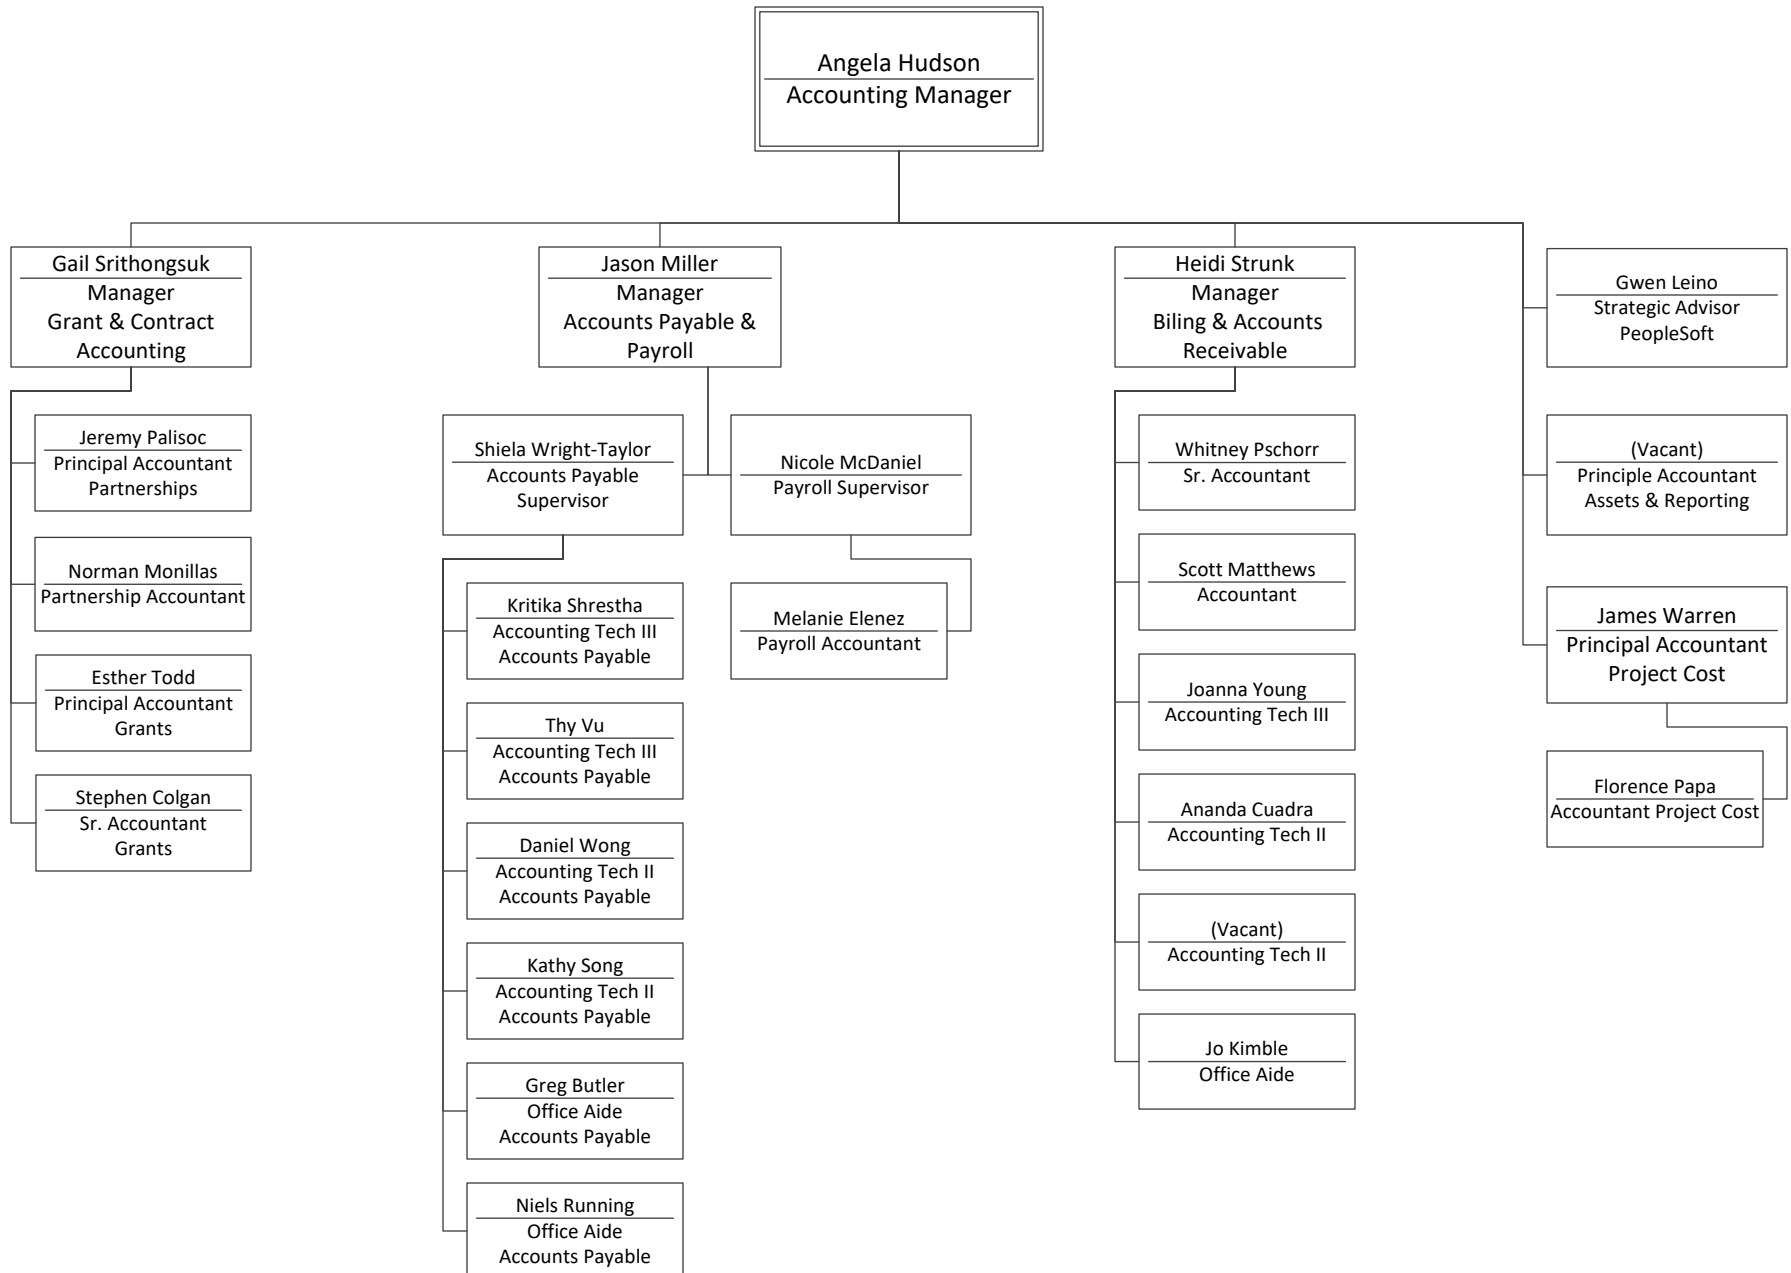 Angela Hudson
Accounting Manager
Gail Srithongsuk
Manager
Grant & Contract
Accounting
Jeremy Palisoc
Principal Accountant
Partnerships
Norman Monillas
Partnership Accountant
Esther Todd
Principal Accountant
Grants
Stephen Colgan
Sr. Accountant
Grants
Jason Miller
Manager
Accounts Payable &
Payroll
Shiela Wright-Taylor
Accounts Payable
Supervisor
Kritika Shrestha
Accounting Tech III
Accounts Payable
Thy Vu
Accounting Tech III
Accounts Payable
Daniel Wong
Accounting Tech II
Accounts Payable
Kathy Song
Accounting Tech II
Accounts Payable
Greg Butler
Office Aide
Accounts Payable
Niels Running
Office Aide
Accounts Payable
Nicole McDaniel
Payroll Supervisor
Melanie Elenez
Payroll Accountant
Heidi Strunk
Manager
Biling & Accounts
Receivable
Whitney Pschorr
Sr. Accountant
Scott Matthews
Accountant
Joanna Young
Accounting Tech III
Ananda Cuadra
Accounting Tech II
(Vacant)
Accounting Tech II
Jo Kimble
Office Aide
Gwen Leino
Strategic Advisor
PeopleSoft
(Vacant)
Principle Accountant
Assets & Reporting
James Warren
Principal Accountant
Project Cost
Florence Papa
Accountant Project Cost